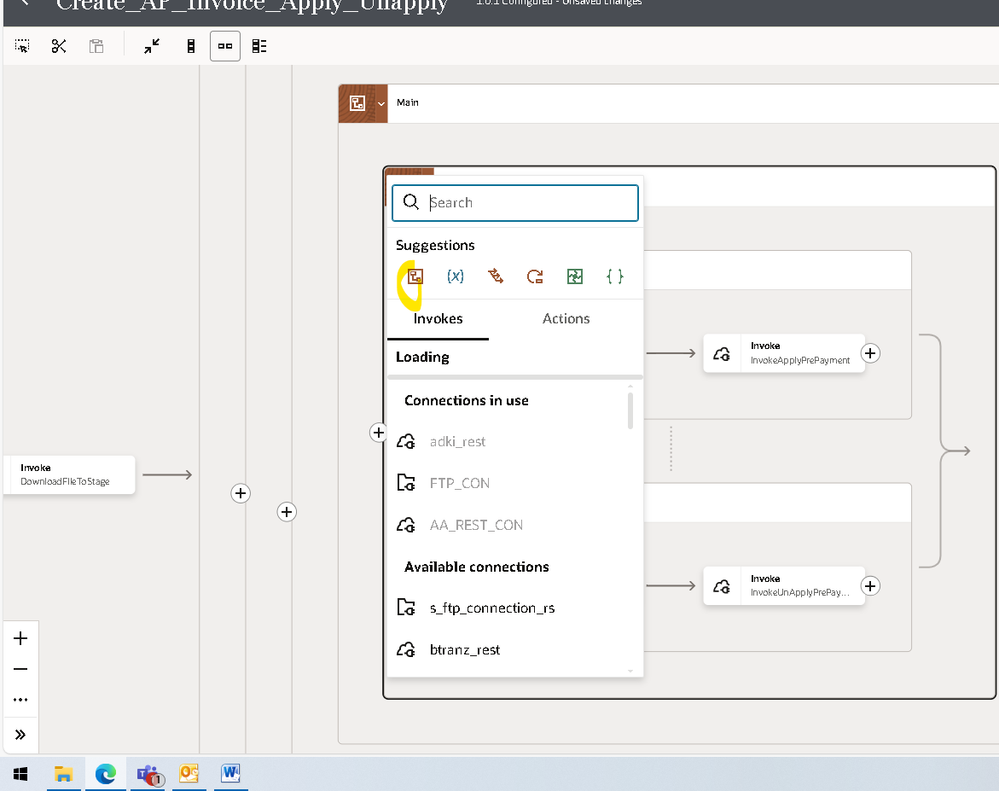 Create_AP_Invoice_Apply_Unapply
1.0.1 Configured - Unsaved changes
Main
Search
Suggestions
(x)
{ }
Invokes
Actions
Loading
Connections in use
adki_rest
FTP_CON
AA_REST_CON
Available connections
s_ftp_connection_rs
btranz_rest
Invoke
InvokeApplyPrePayment
Invoke
DownloadFIleToStage
Invoke
InvokeUnApplyPrePay...
1